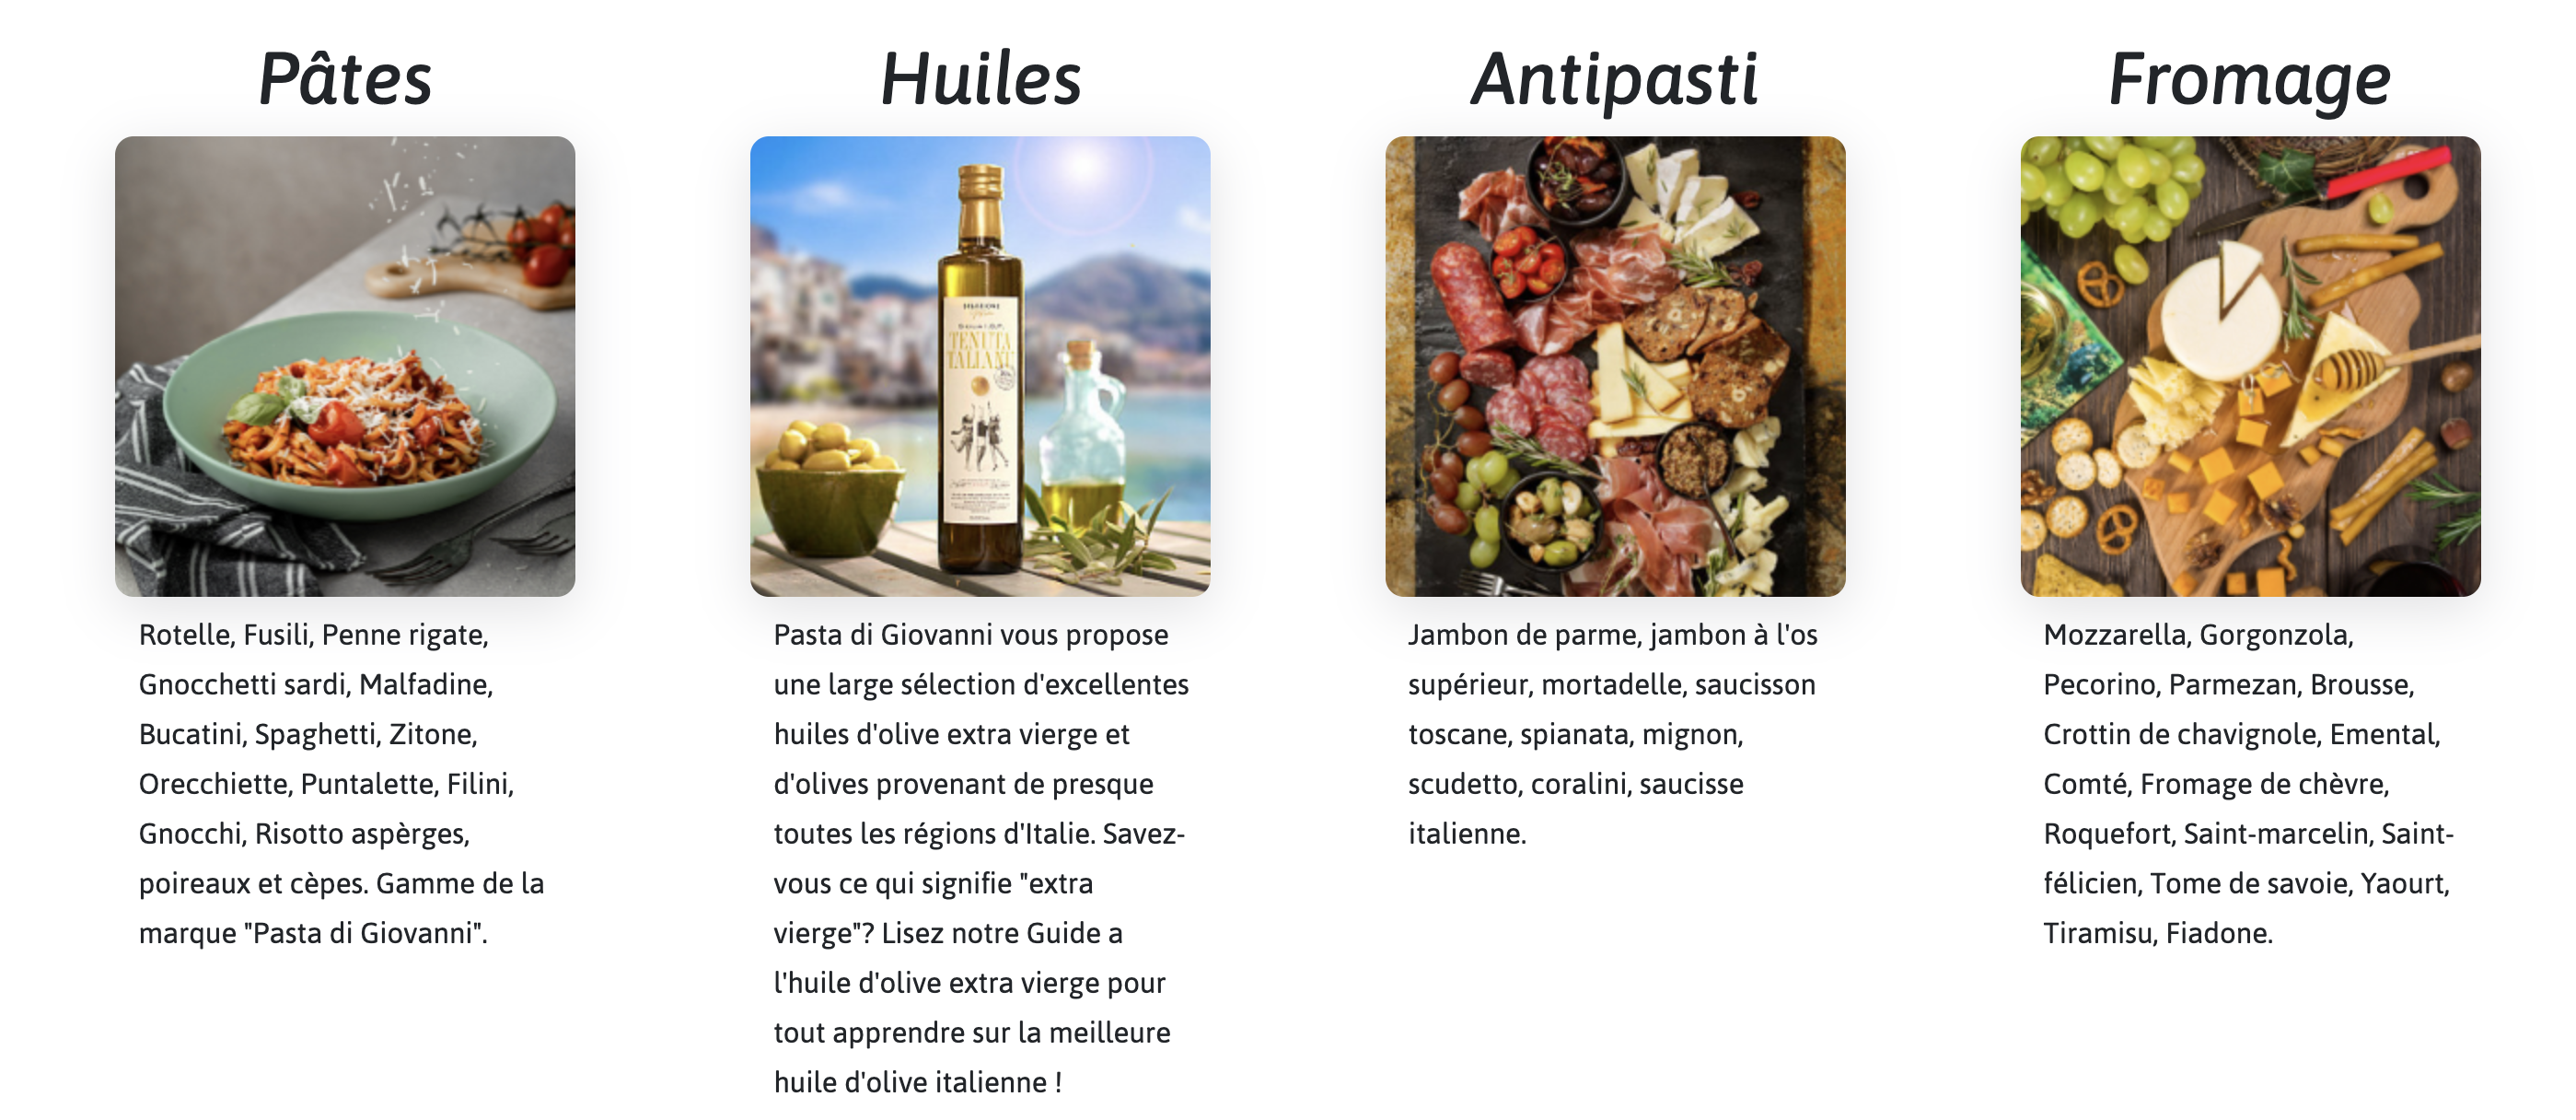 Pâtes
Rotelle, Fusili, Penne rigate,
Gnocchetti sardi, Malfadine,
Bucatini, Spaghetti, Zitone,
Orecchiette, Puntalette, Filini,
Gnocchi, Risotto aspèrges,
poireaux et cèpes. Gamme de la
marque "Pasta di Giovanni".
Huiles
TENUTA
Pasta di Giovanni vous propose
une large sélection d'excellentes
huiles d'olive extra vierge et
d'olives provenant de presque
toutes les régions d'Italie. Savez-
vous ce qui signifie "extra
vierge"? Lisez notre Guide a
l'huile d'olive extra vierge pour
tout apprendre sur la meilleure
huile d'olive italienne !
Antipasti
Jambon de parme, jambon à l'os
supérieur, mortadelle, saucisson
toscane, spianata, mignon,
scudetto, coralini, saucisse
italienne.
Fromage
Mozzarella, Gorgonzola,
Pecorino, Parmezan, Brousse,
Crottin de chavignole, Emental,
Comté, Fromage de chèvre,
Roquefort, Saint-marcelin, Saint-
félicien, Tome de savoie, Yaourt,
Tiramisu, Fiadone.